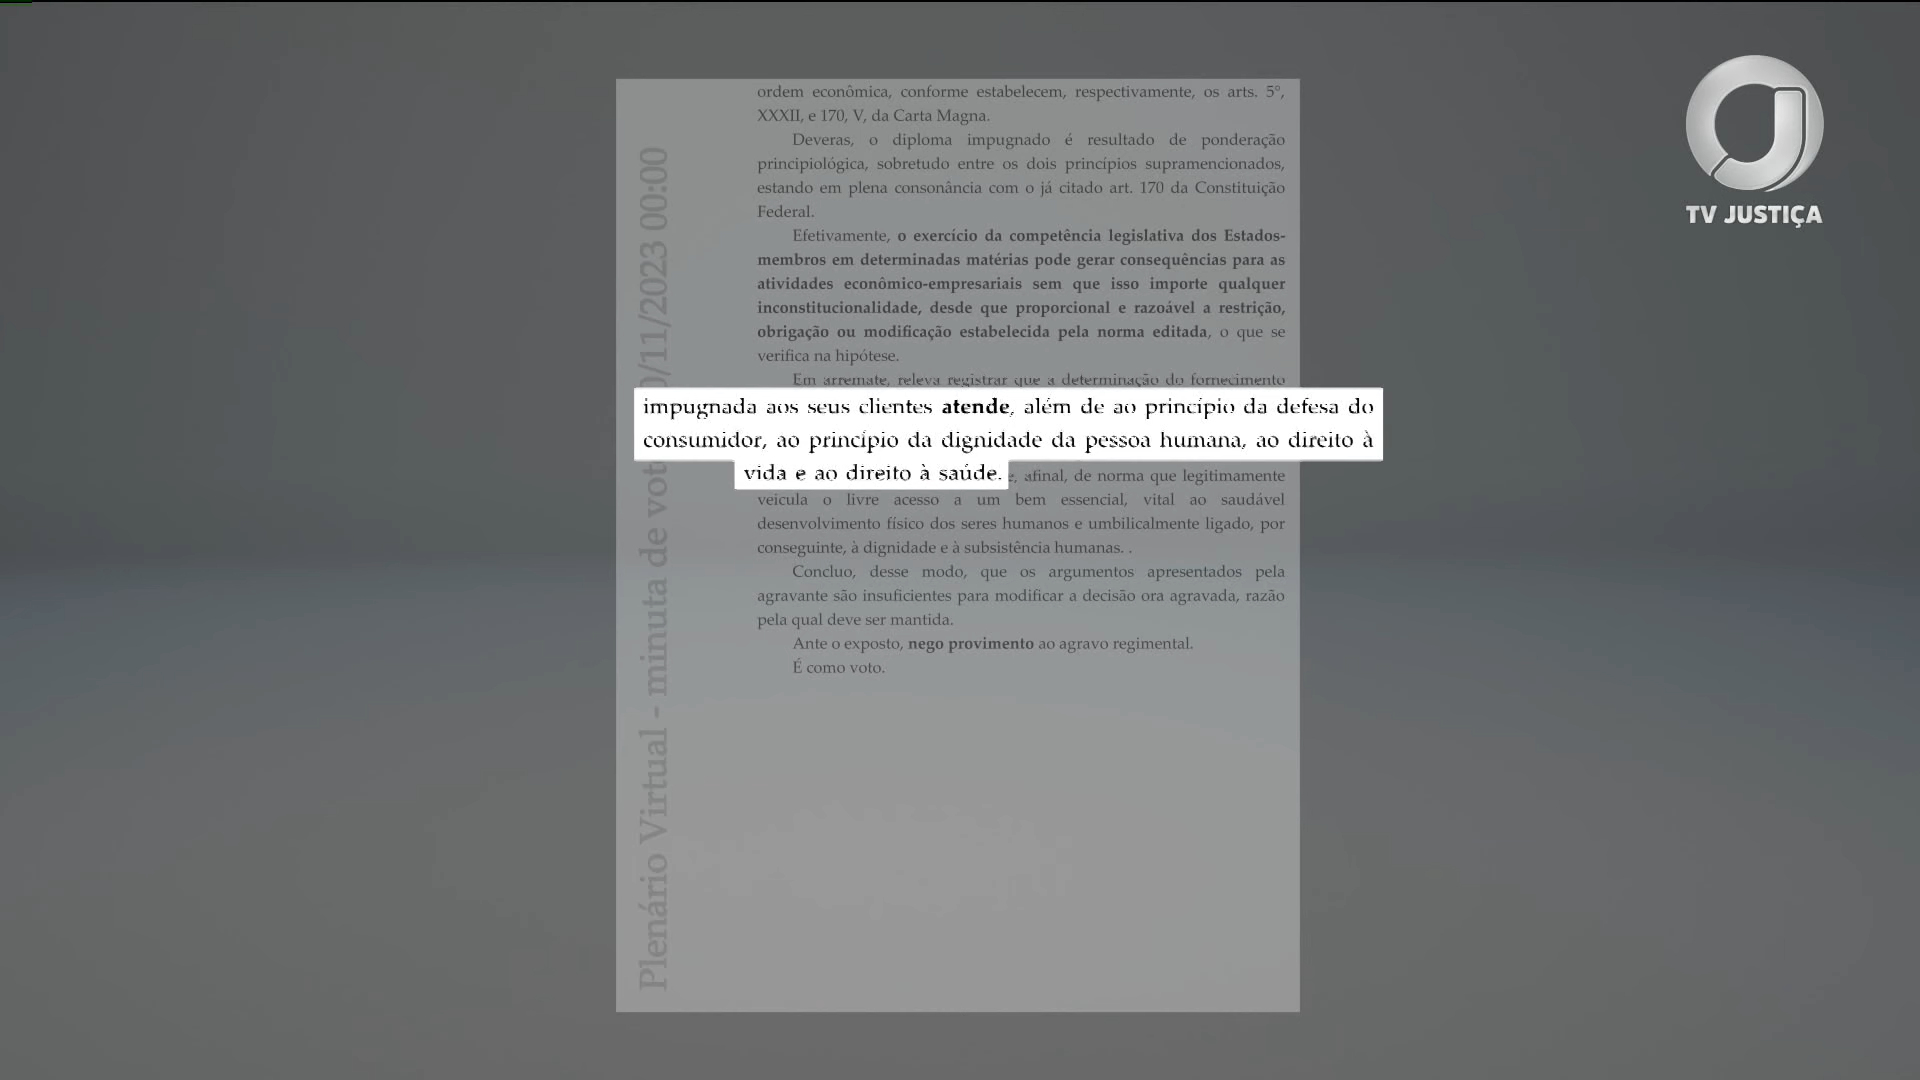 TV JUSTIÇA
ordem econômica, conforme estabelecem, respectivamente, os arts. 5º,
XXXII, e 170, V, da Carta Magna.
Deveras, o diploma impugnado é resultado de ponderação
principiológica, sobretudo entre os dois princípios supramencionados,
estando em plena consonância com o já citado art. 170 da Constituição
Federal.
Efetivamente, o exercício da competência legislativa dos Estados-
membros em determinadas matérias pode gerar consequências para as
atividades econômico-empresariais sem que isso importe qualquer
inconstitucionalidade, desde que proporcional e razoável a restrição,
obrigação ou modificação estabelecida pela norma editada, o que se
verifica na hipótese.
Em arremate, releva registrar que a determinação do fornecimento
impugnada aos seus clientes atende, além de ao princípio da defesa do
consumidor, ao princípio da dignidade da pessoa humana, ao direito à
vida e ao direito à saúde.
afinal, de norma que legitimamente
veicula o livre acesso a um bem essencial, vital ao saudável
desenvolvimento físico dos seres humanos e umbilicalmente ligado, por
conseguinte, à dignidade e à subsistência humanas. .
Concluo, desse modo, que os argumentos apresentados pela
agravante são insuficientes para modificar a decisão ora agravada, razão
pela qual deve ser mantida.
Ante o exposto, nego provimento ao agravo regimental.
É como voto.
Plenário Virtual - minuta de vot 0/11/2023 00:00